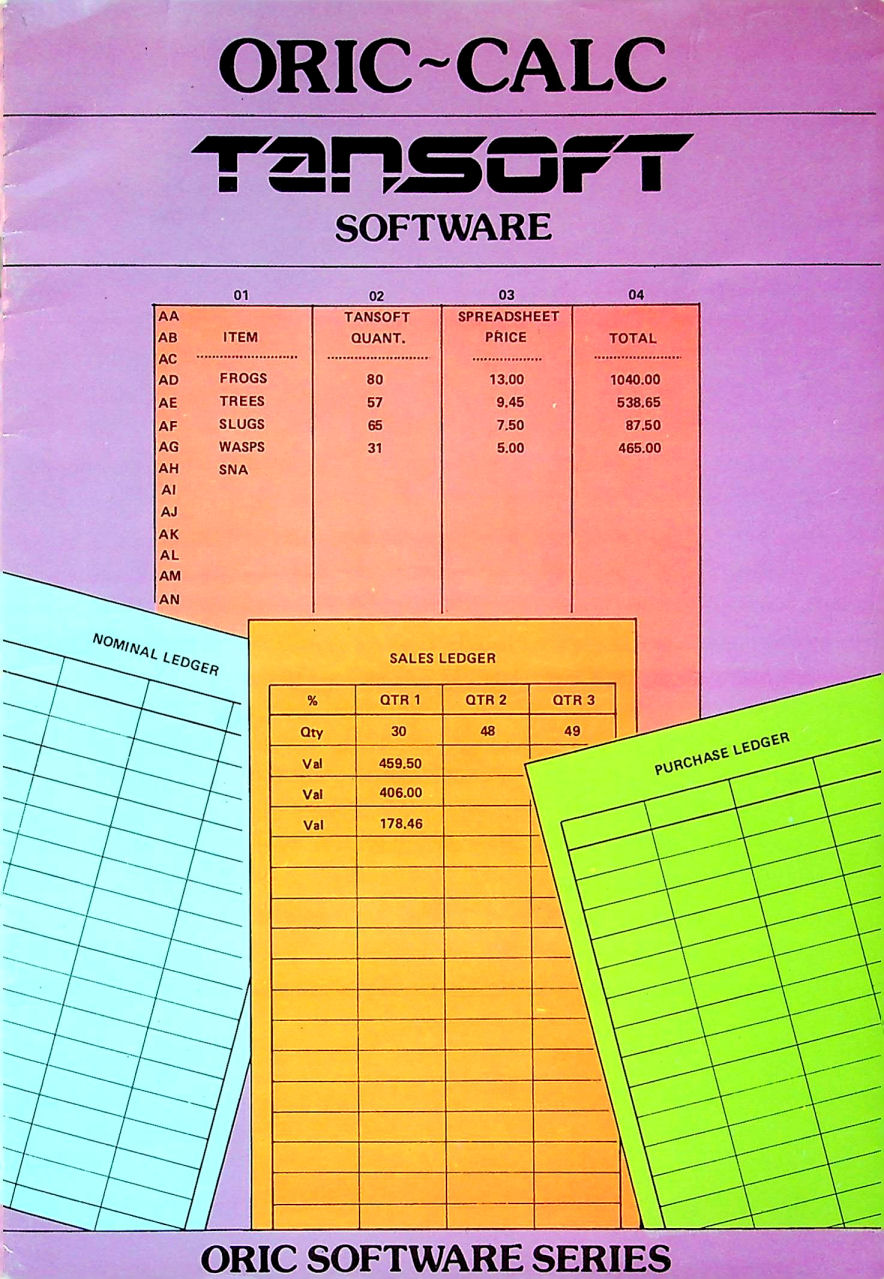 ORIC~CALC
TANSOFT
SOFTWARE
01 02 03 04
AA TANSOFT SPREADSHEET
AB ITEM QUANT. PRICE TOTAL
AC
AD FROGS 80 13.00 1040.00
AE TREES 57 9.45 538.65
AF SLUGS 65 7.50 87.50
AG WASPS 31 5.00 465.00
AH SNA
AI
AJ
AK
AL
AM
AN
NOMINAL LEDGER
SALES LEDGER
% QTR 1 QTR 2 QTR 3
Qty 30 48 49
Val 459.50
Val 406.00
Val 178.46
PURCHASE LEDGER
ORIC SOFTWARE SERIES